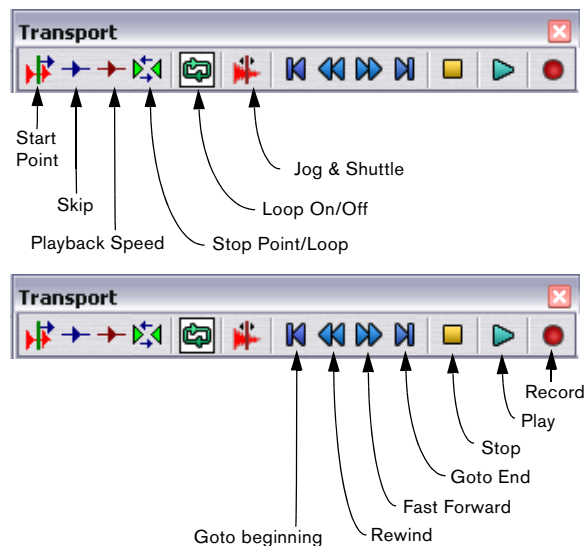 Transport
Start
Point
Jog & Shuttle
Skip
Loop On/Off
Playback Speed
Stop Point/Loop
Transport
Record
Play
Stop
Goto End
Fast Forward
Goto beginning
Rewind